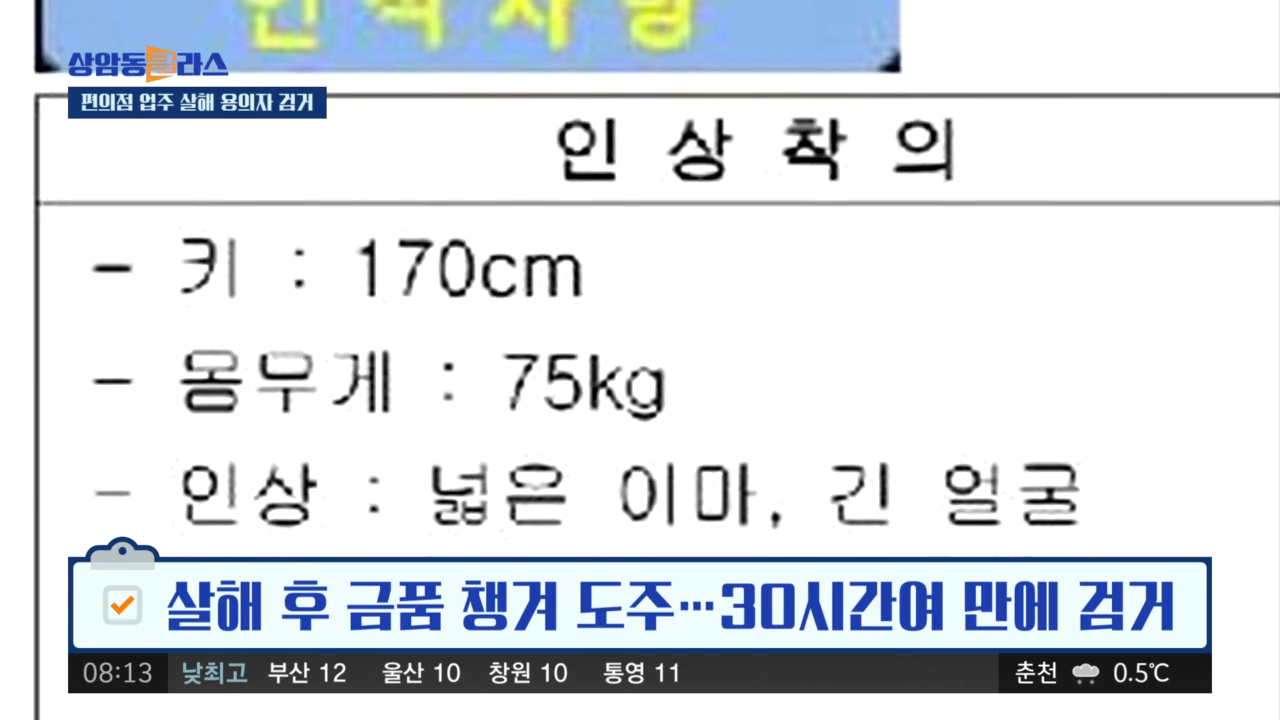 인적사항
상암동클라스
편의점 업주 살해 용의자 검거
인 상 착 의
- 키 : 170cm
- 몸무게 : 75kg
- 인상 : 넓은 이마, 긴 얼굴
살해 후 금품 챙겨 도주…30시간여 만에 검거
08:13 낮최고 부산 12 울산 10 창원 10 통영 11 춘천 0.5℃